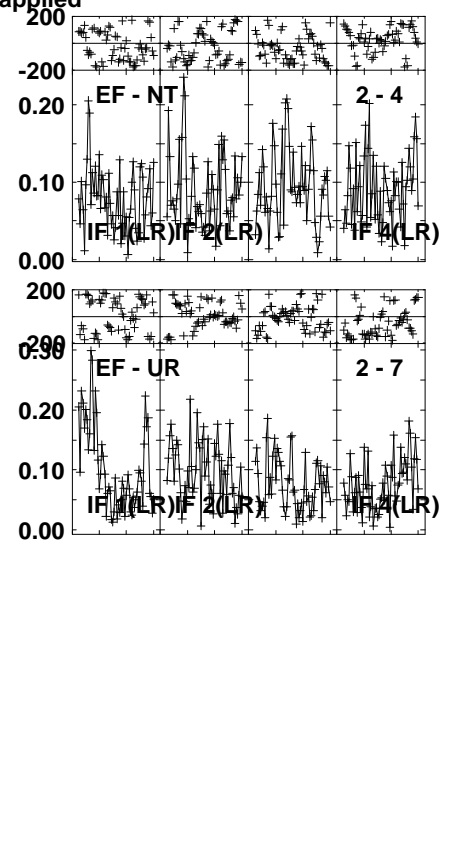 applied
200
-200
EF - NT
2 - 4
0.20
0.10
IF 1(LR) IF 2(LR) IF 4(LR)
0.00
200
-200
0.30
EF - UR
2 - 7
0.20
0.10
IF 1(LR) IF 2(LR) IF 4(LR)
0.00